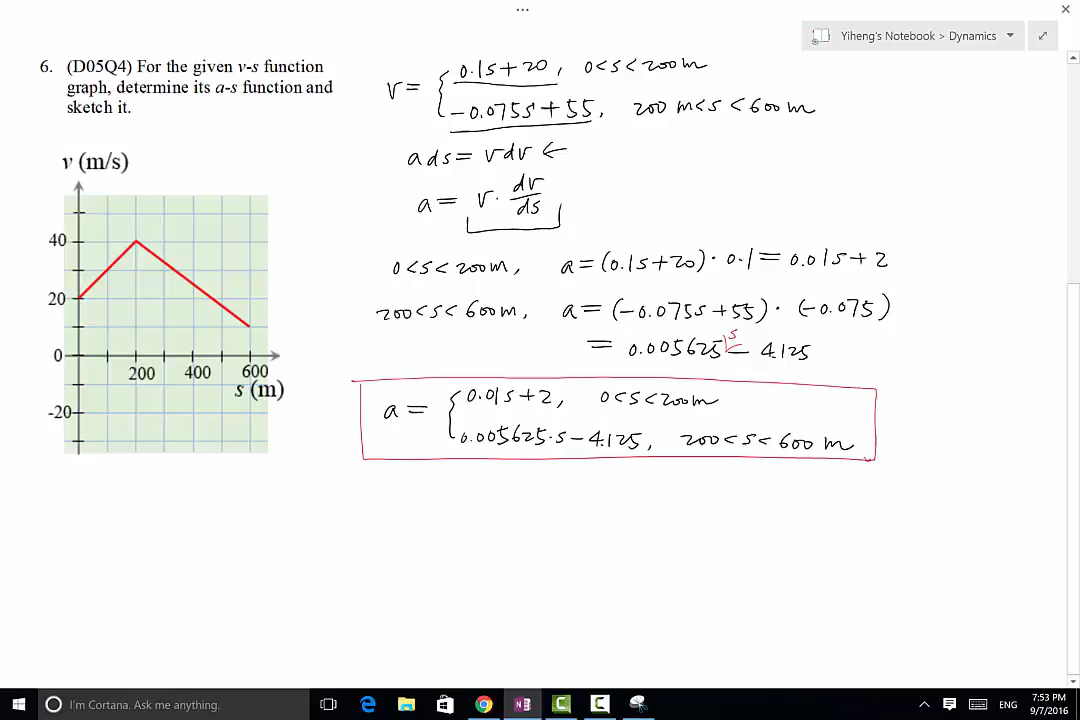 Yiheng's Notebook > Dynamics
6. (D05Q4) For the given v-s function
graph, determine its a-s function and
sketch it.
v (m/s)
40
20
0
-20
200 400 600
s (m)
v = { 0.1s + 20, 0 < s < 200 m
-0.075s + 55, 200 m < s < 600 m
a ds = v dv ←
a = v · dv/ds
0 < s < 200 m, a = (0.1s + 20) · 0.1 = 0.01s + 2
200 < s < 600 m, a = (-0.075s + 55) · (-0.075)
= 0.005625 s - 4.125
a = { 0.01s + 2, 0 < s < 200 m
0.005625 · s - 4.125, 200 < s < 600 m
I'm Cortana. Ask me anything.
ENG
7:53 PM
9/7/2016